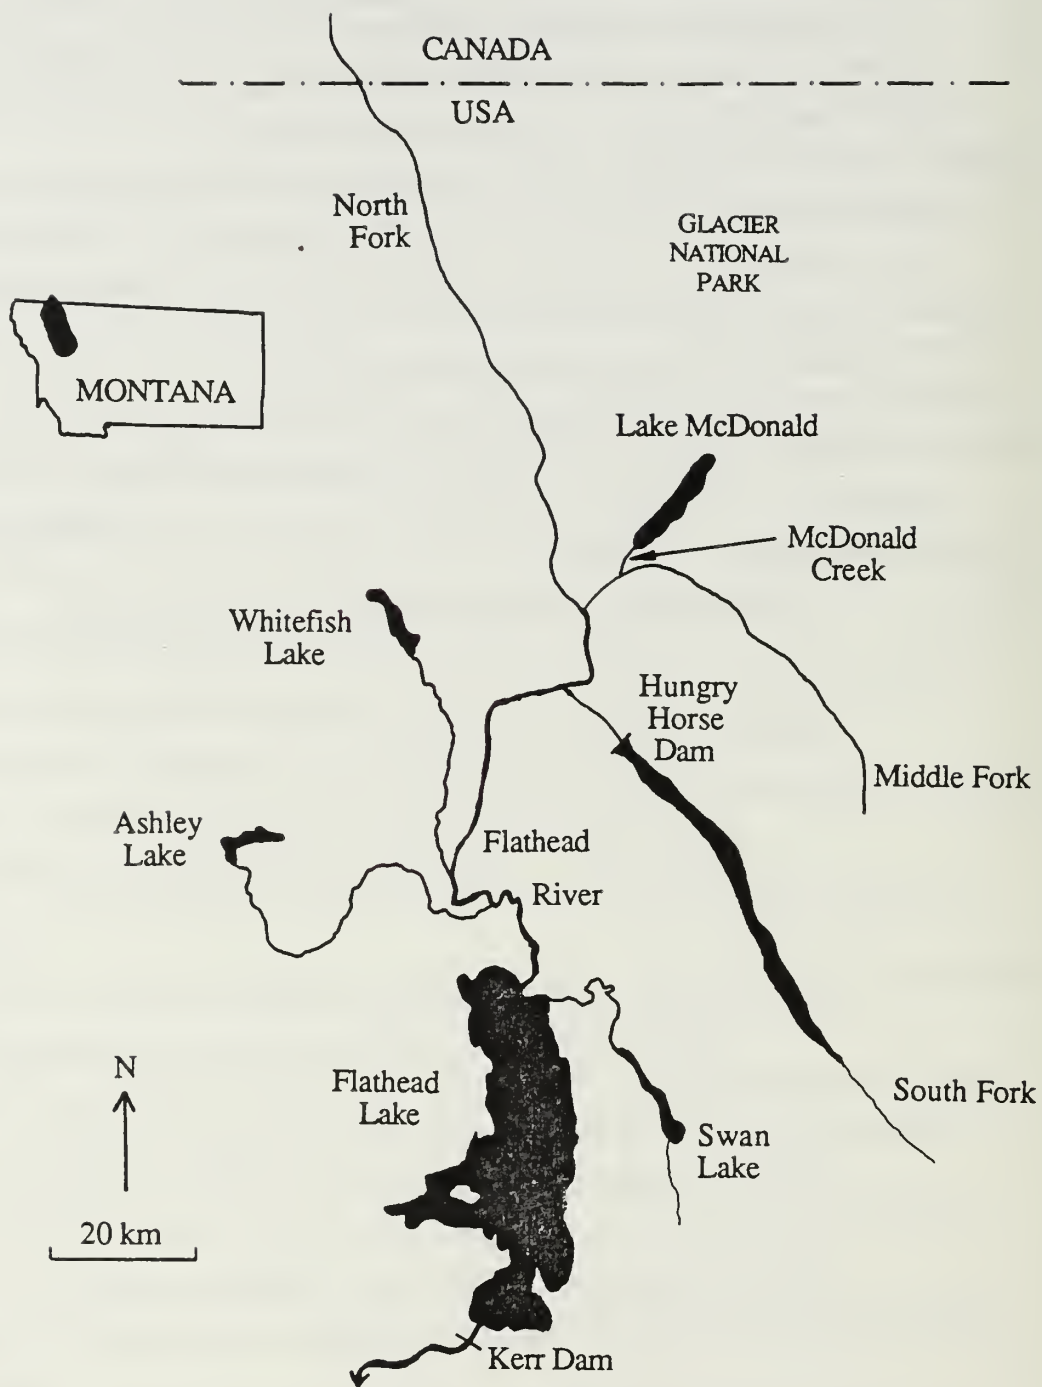 CANADA
USA
North
Fork
GLACIER
NATIONAL
PARK
MONTANA
Lake McDonald
McDonald
Creek
Whitefish
Lake
Hungry
Horse
Dam
Middle Fork
Ashley
Lake
Flathead
River
N
Flathead
Lake
South Fork
Swan
Lake
20 km
Kerr Dam